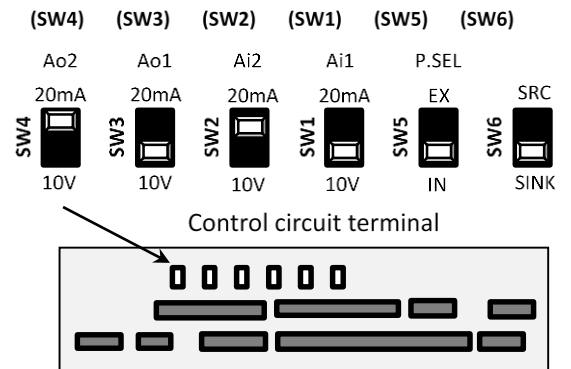 (SW4) (SW3) (SW2) (SW1) (SW5) (SW6)
Ao2 Ao1 Ai2 Ai1 P.SEL
20mA 20mA 20mA 20mA EX SRC
SW4 SW3 SW2 SW1 SW5 SW6
10V 10V 10V 10V IN SINK
Control circuit terminal